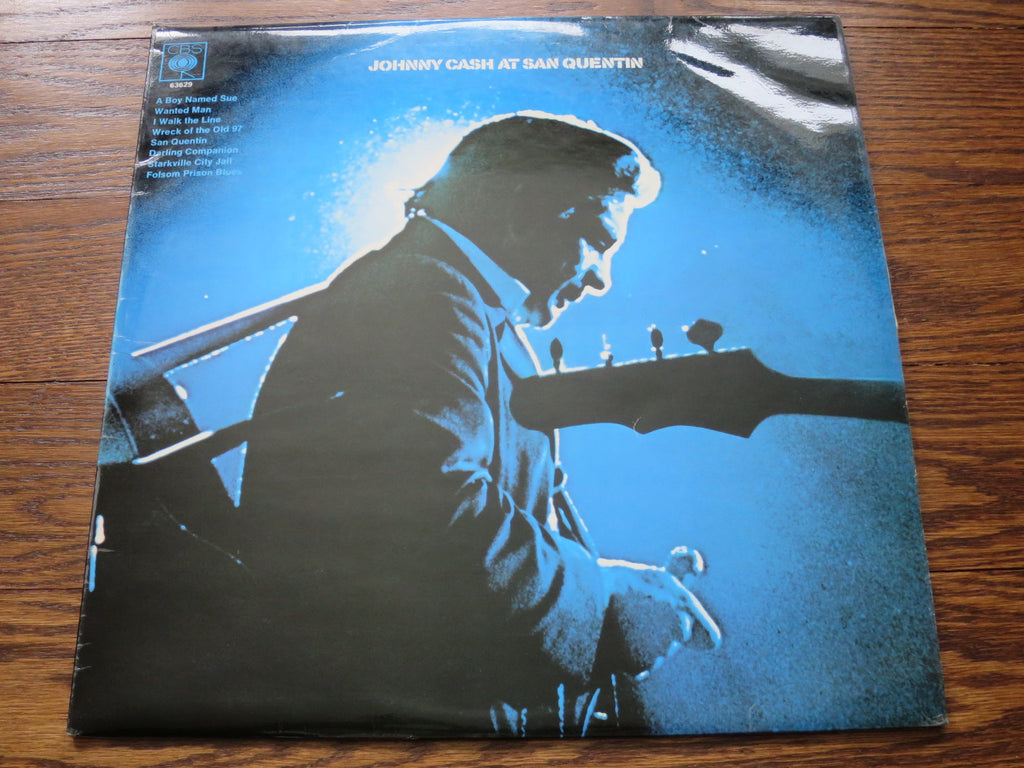 JOHNNY CASH AT SAN QUENTIN
CBS
63629
A Boy Named Sue
Wanted Man
I Walk the Line
Wreck of the Old 97
San Quentin
Darling Companion
Starkville City Jail
Folsom Prison Blues